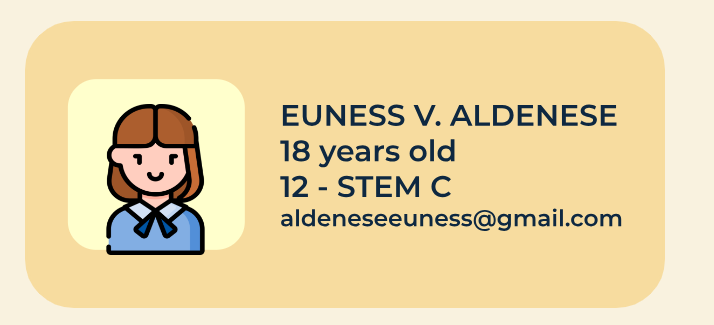 EUNESS V. ALDENESE
18 years old
12 - STEM C
aldeneseeuness@gmail.com